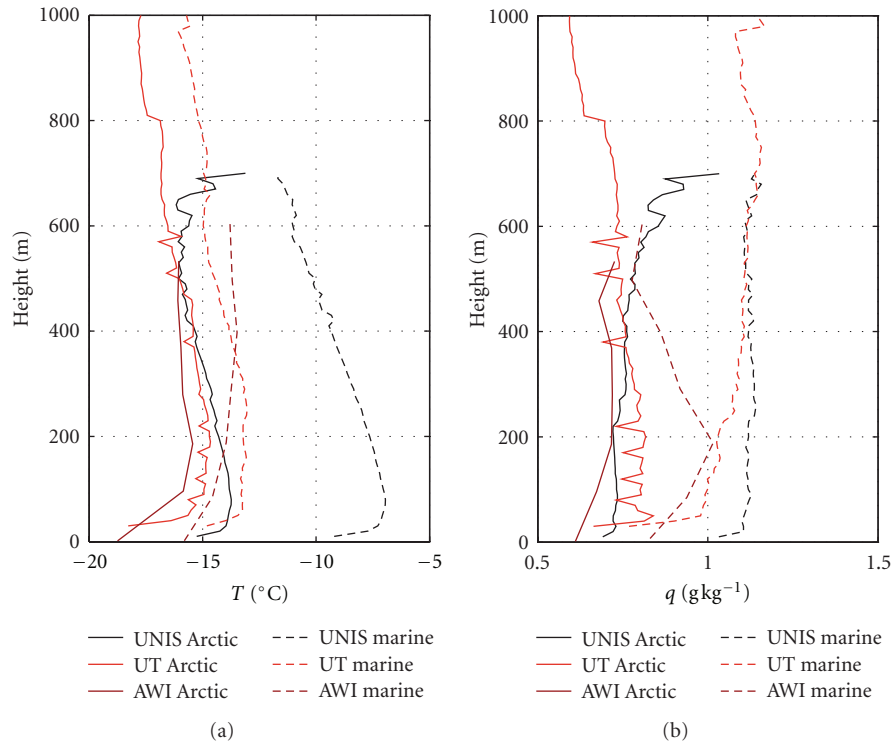 1000
800
600
400
200
0
Height (m)
−20
−15
−10
−5
T (°C)
UNIS Arctic
UT Arctic
AWI Arctic
UNIS marine
UT marine
AWI marine
(a)
1000
800
600
400
200
0
Height (m)
0.5
1
1.5
q (gkg⁻¹)
UNIS Arctic
UT Arctic
AWI Arctic
UNIS marine
UT marine
AWI marine
(b)